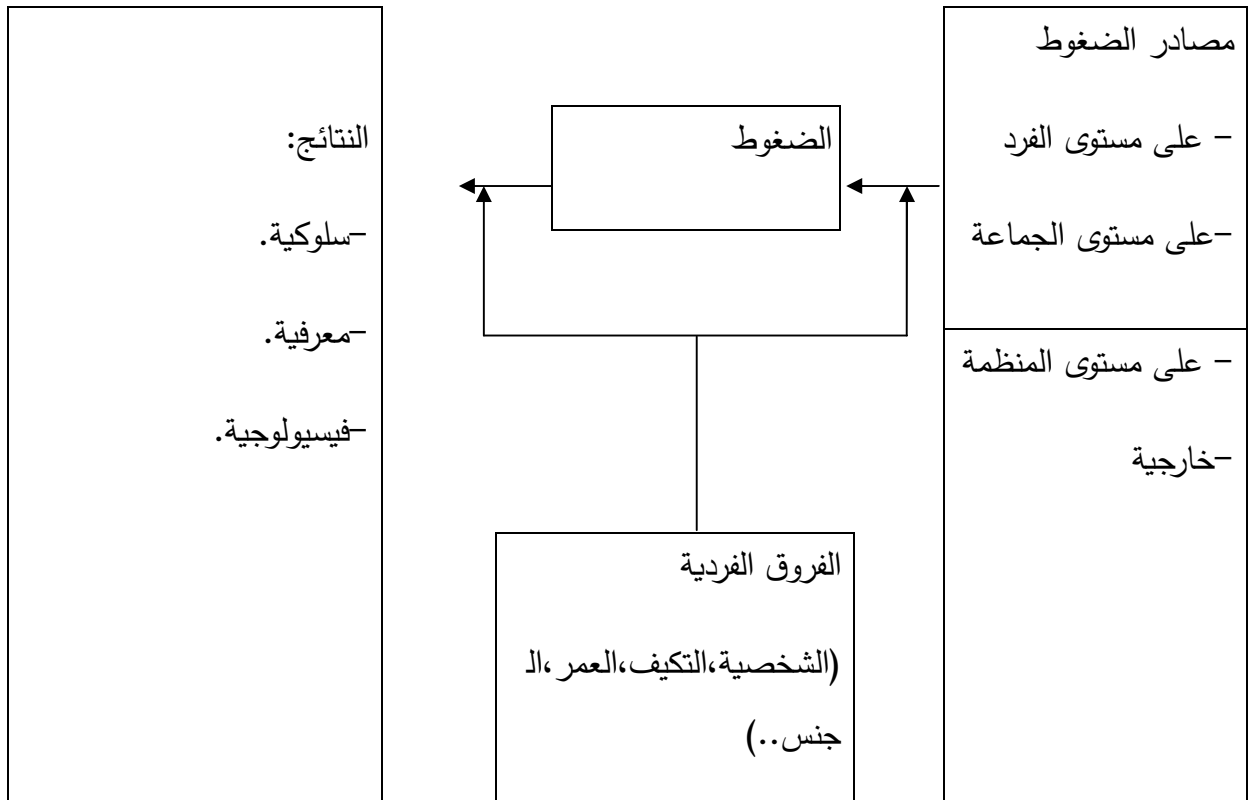 مصادر الضغوط
- على مستوى الفرد
-على مستوى الجماعة
- على مستوى المنظمة
-خارجية
الضغوط
النتائج:
-سلوكية.
-معرفية.
-فيسيولوجية.
الفروق الفردية
(الشخصية،التكيف،العمر،الـ
جنس..)